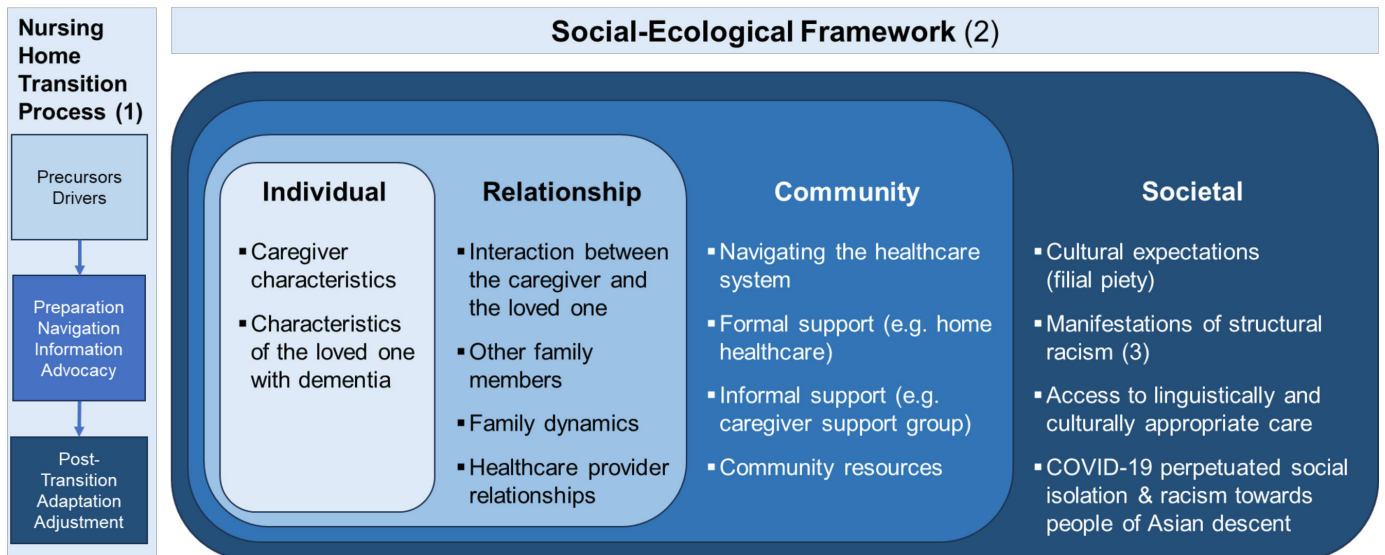 Nursing
Home
Transition
Process (1)
Precursors
Drivers
Preparation
Navigation
Information
Advocacy
Post-
Transition
Adaptation
Adjustment
Social-Ecological Framework (2)
Individual
▪ Caregiver
characteristics
▪ Characteristics
of the loved one
with dementia
Relationship
▪ Interaction between
the caregiver and
the loved one
▪ Other family
members
▪ Family dynamics
▪ Healthcare provider
relationships
Community
▪ Navigating the healthcare
system
▪ Formal support (e.g. home
healthcare)
▪ Informal support (e.g.
caregiver support group)
▪ Community resources
Societal
▪ Cultural expectations
(filial piety)
▪ Manifestations of structural
racism (3)
▪ Access to linguistically and
culturally appropriate care
▪ COVID-19 perpetuated social
isolation & racism towards
people of Asian descent